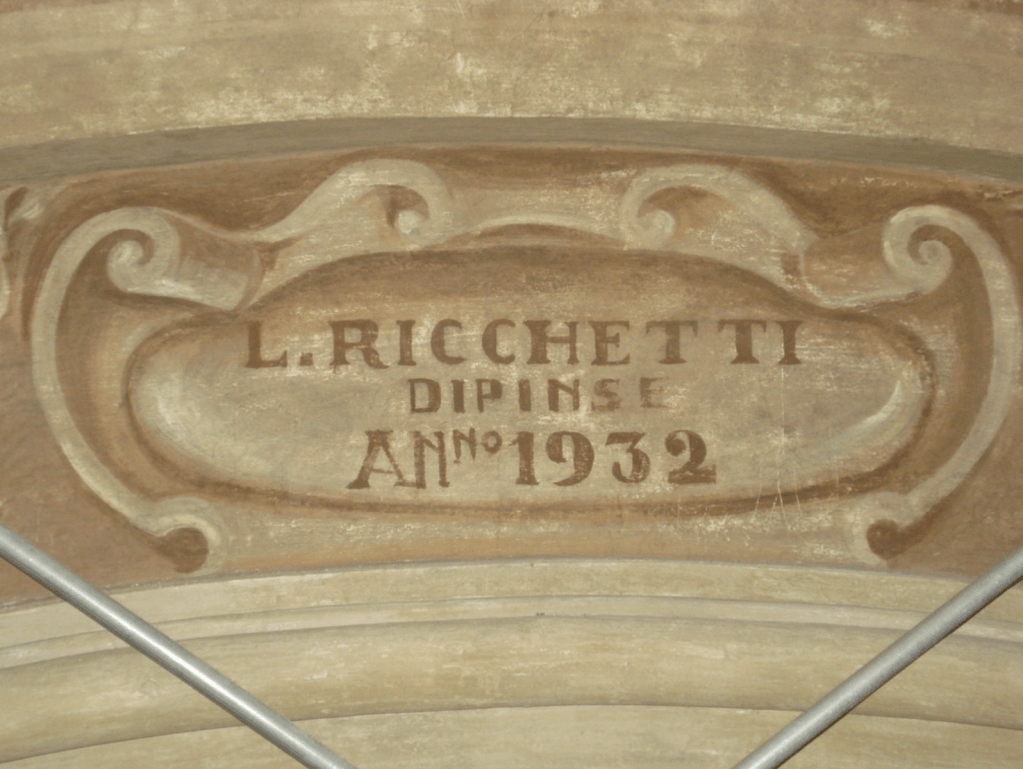 L. RICCHETTI
DIPINSE
ANNO 1932